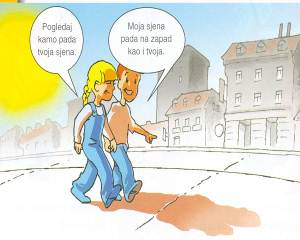 Pogledaj
kamo pada
tvoja sjena.
Moja sjena
pada na zapad
kao i tvoja.